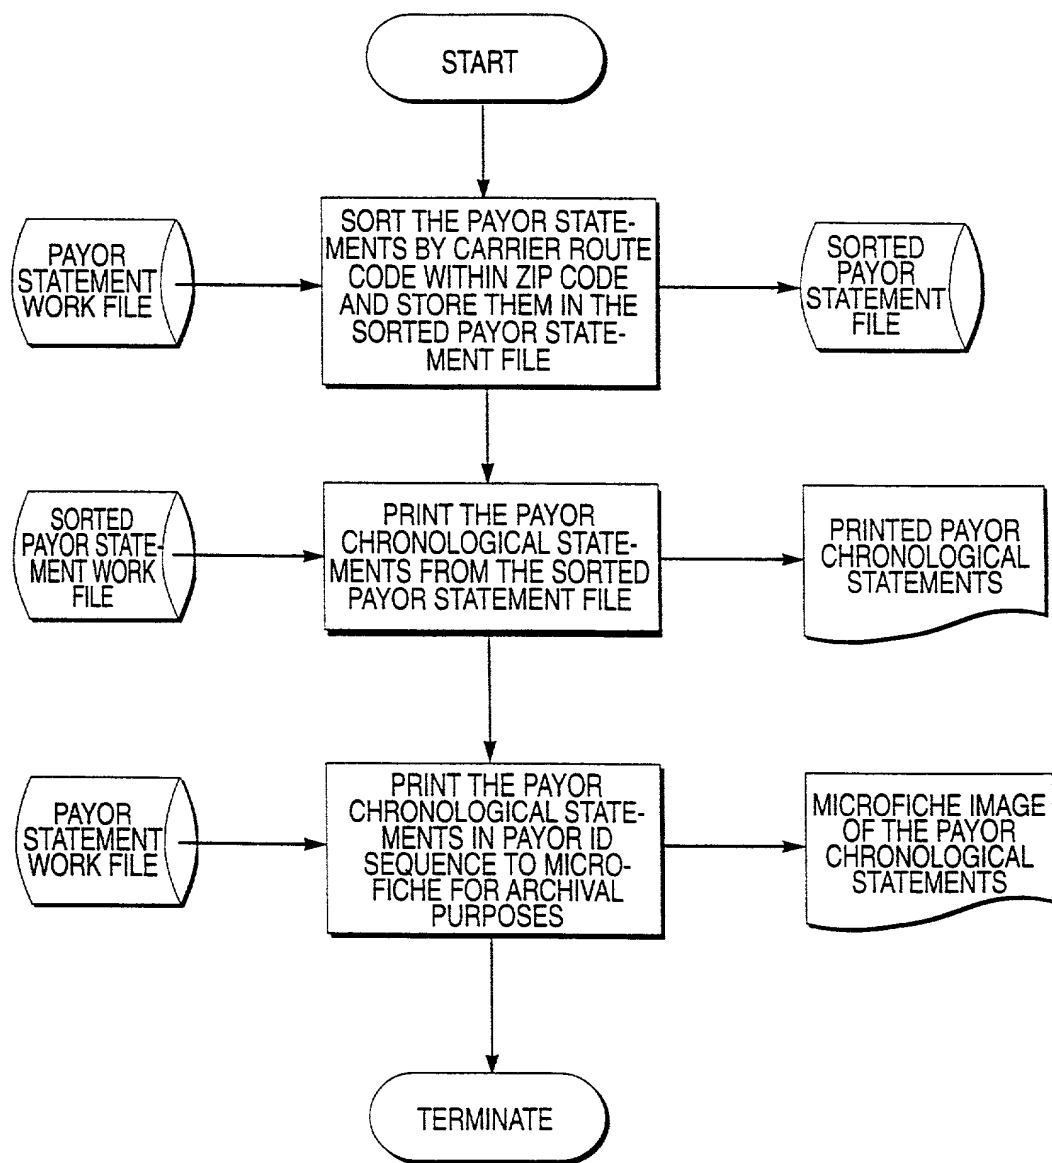 START
PAYOR
STATEMENT
WORK FILE
SORT THE PAYOR STATE-
MENTS BY CARRIER ROUTE
CODE WITHIN ZIP CODE
AND STORE THEM IN THE
SORTED PAYOR STATE-
MENT FILE
SORTED
PAYOR
STATEMENT
FILE
SORTED
PAYOR STATE-
MENT WORK
FILE
PRINT THE PAYOR
CHRONOLOGICAL STATE-
MENTS FROM THE SORTED
PAYOR STATEMENT FILE
PRINTED PAYOR
CHRONOLOGICAL
STATEMENTS
PAYOR
STATEMENT
WORK FILE
PRINT THE PAYOR
CHRONOLOGICAL STATE-
MENTS IN PAYOR ID
SEQUENCE TO MICRO-
FICHE FOR ARCHIVAL
PURPOSES
MICROFICHE IMAGE
OF THE PAYOR
CHRONOLOGICAL
STATEMENTS
TERMINATE